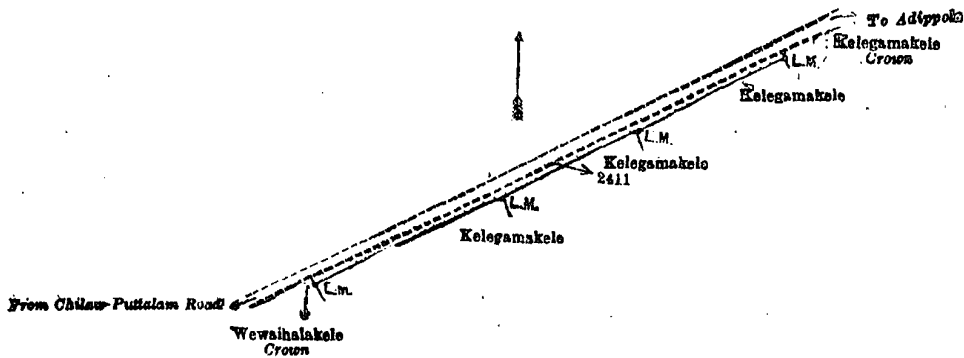 To Adippola
Kelegamakele
Crown
L.M.
Kelegamakele
L.M.
Kelegamakele
2411
L.M.
Kelegamakele
L.M.
From Chilaw-Puttalam Road
Wewaihalakele
Crown